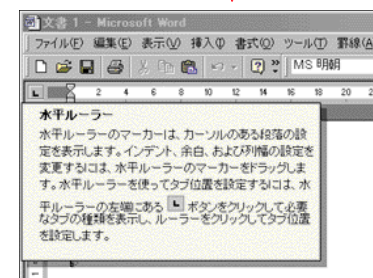 文書 1 - Microsoft Word
ファイル(F) 編集(E) 表示(V) 挿入(I) 書式(O) ツール(T) 罫線(A)
MS 明朝
2 4 6 8 10 12 14 16 18 20 2
水平ルーラー
水平ルーラーのマーカーは、カーソルのある段落の設
定を表示します。インデント、余白、および列幅の設定を
変更するには、水平ルーラーのマーカーをドラッグしま
す。水平ルーラーを使ってタブ位置を設定するには、水
平ルーラーの左端にある ボタンをクリックして必要
なタブの種類を表示し、ルーラーをクリックしてタブ位置
を設定します。